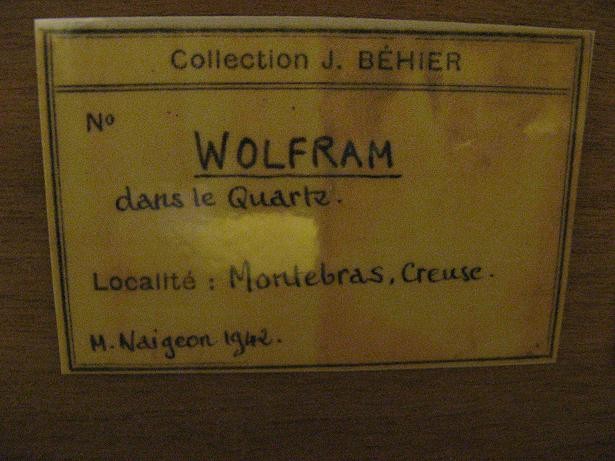 Collection J. BÉHIER
No
WOLFRAM
dans le Quartz.
Localité : Montebras, Creuse.
M. Naigeon 1942.